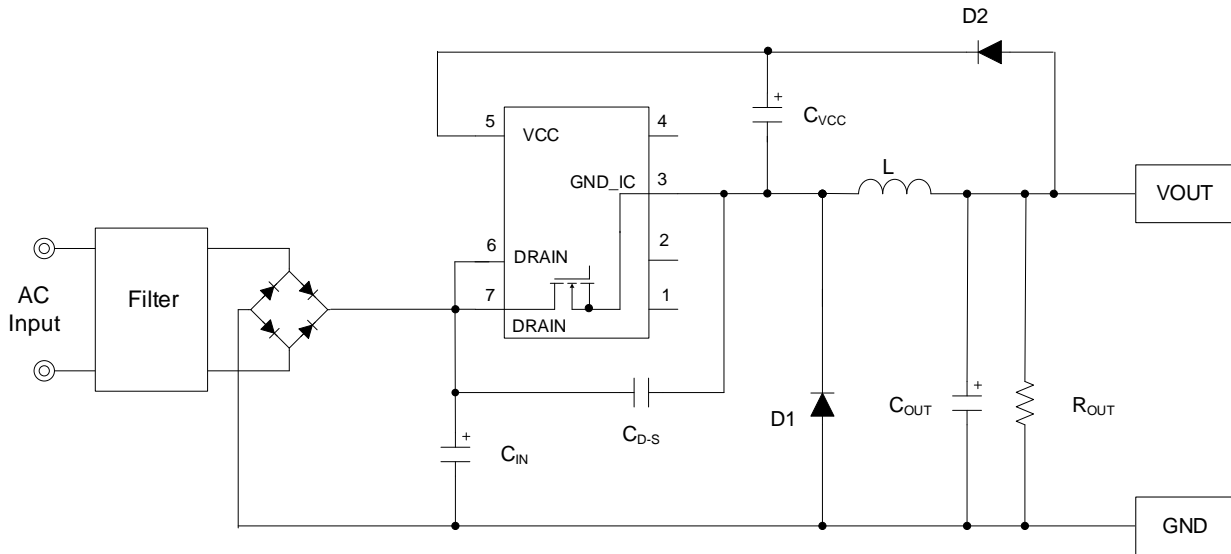 D2
+
C_VCC
5
VCC
4
GND_IC
3
L
VOUT
6
DRAIN
2
AC
Input
Filter
7
DRAIN
1
+
C_IN
C_D-S
D1
C_OUT
+
R_OUT
GND